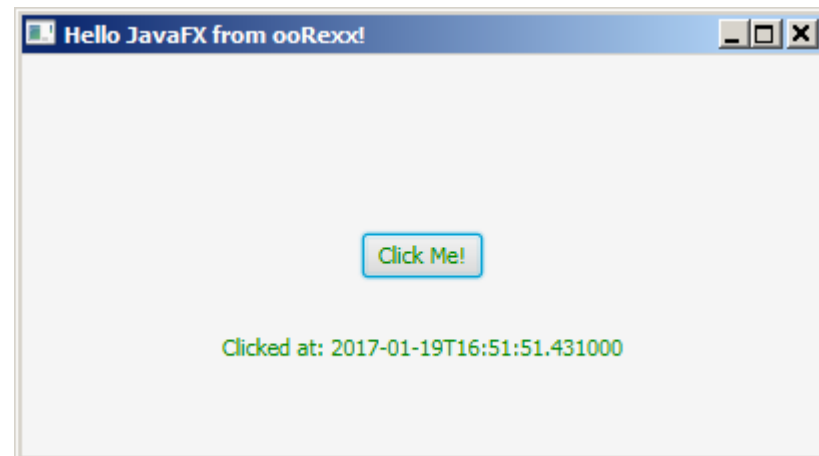 Hello JavaFX from ooRexx!
Click Me!
Clicked at: 2017-01-19T16:51:51.431000